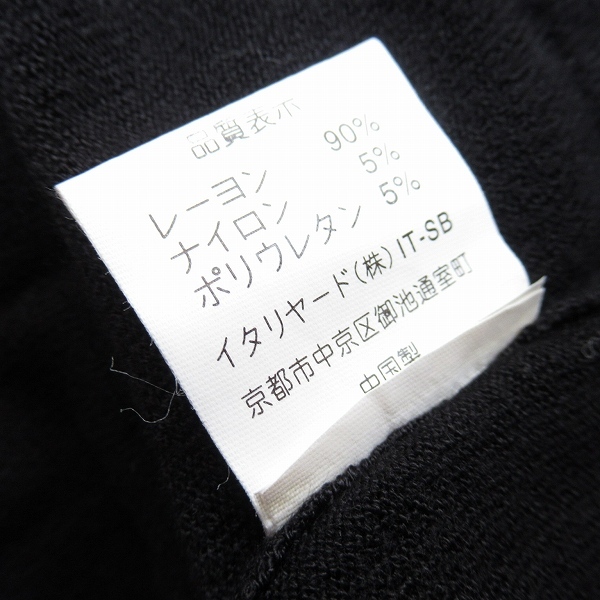 品質表示
レーヨン 90%
ナイロン 5%
ポリウレタン 5%
イタリヤード(株)IT-SB
京都市中京区御池通室町
中国製